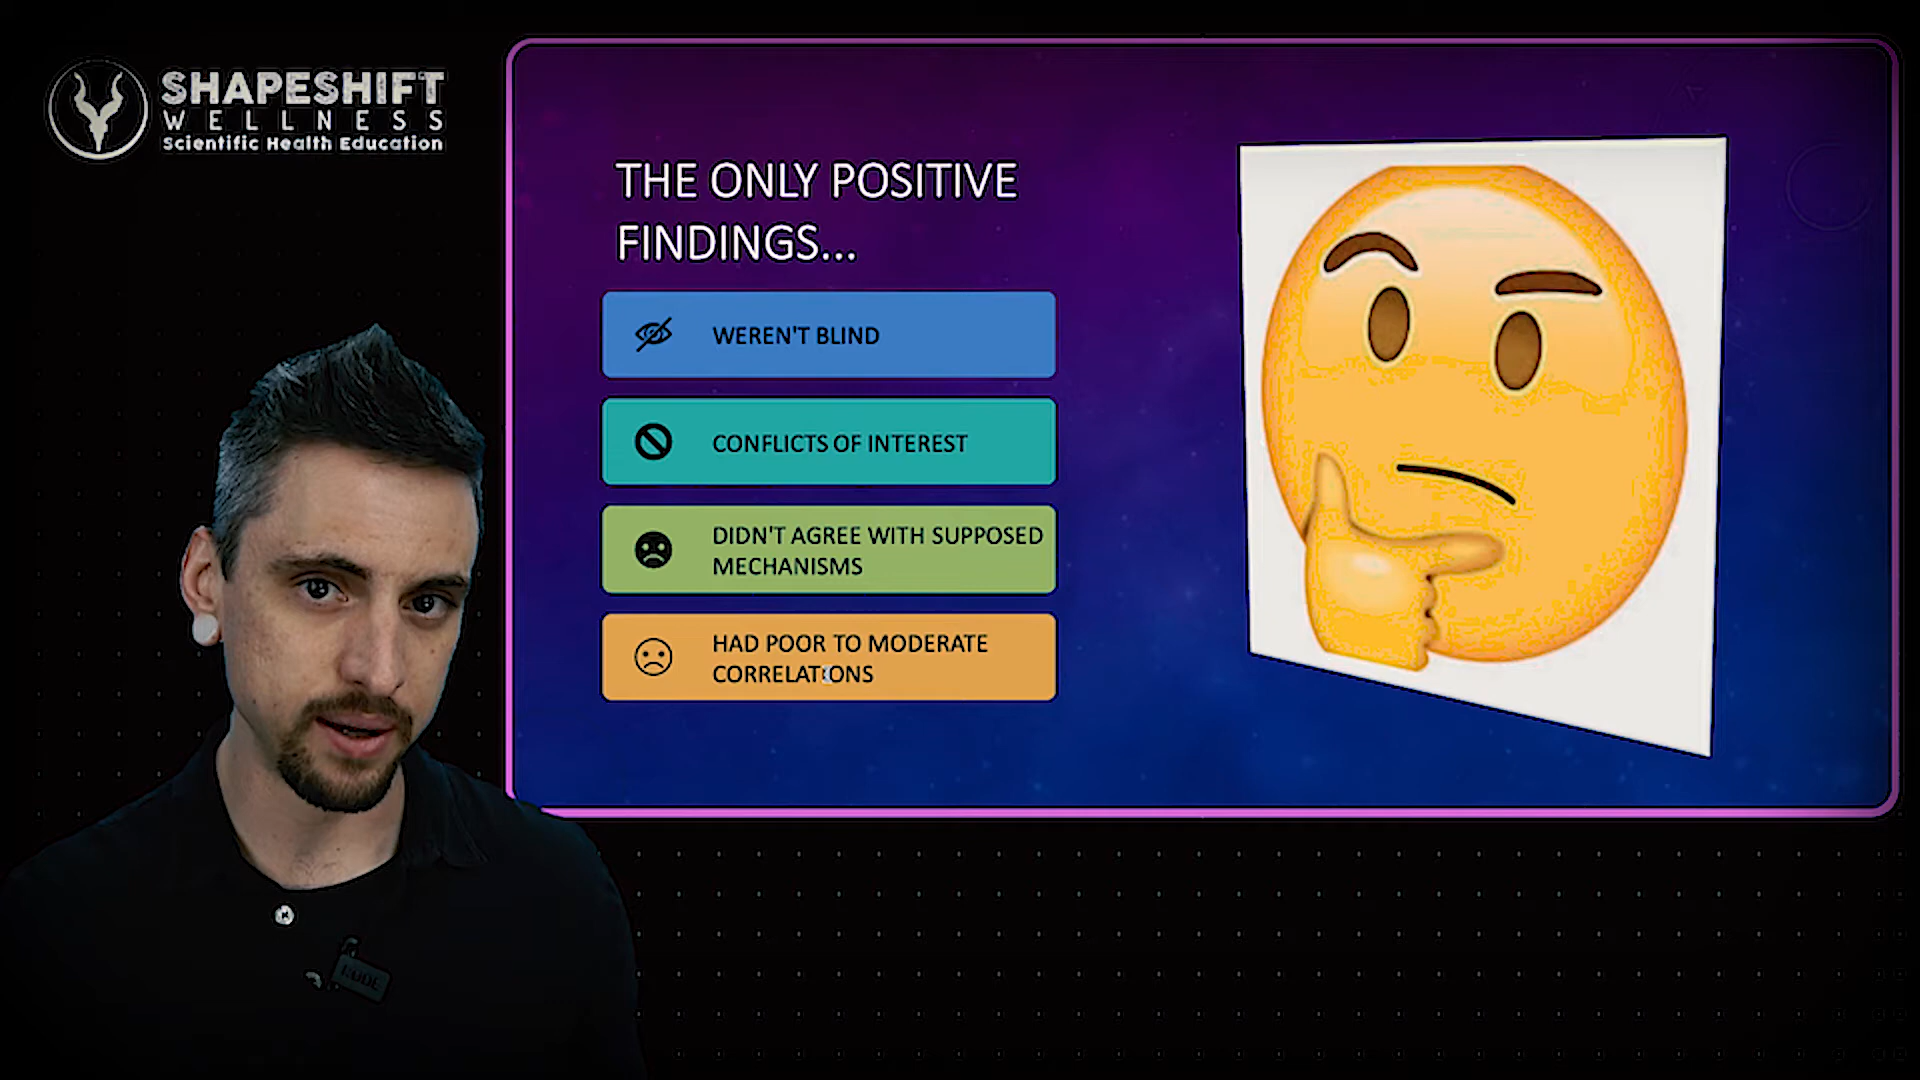 SHAPESHIFT
WELLNESS
Scientific Health Education
THE ONLY POSITIVE
FINDINGS...
WEREN'T BLIND
CONFLICTS OF INTEREST
DIDN'T AGREE WITH SUPPOSED
MECHANISMS
HAD POOR TO MODERATE
CORRELATIONS
RODE